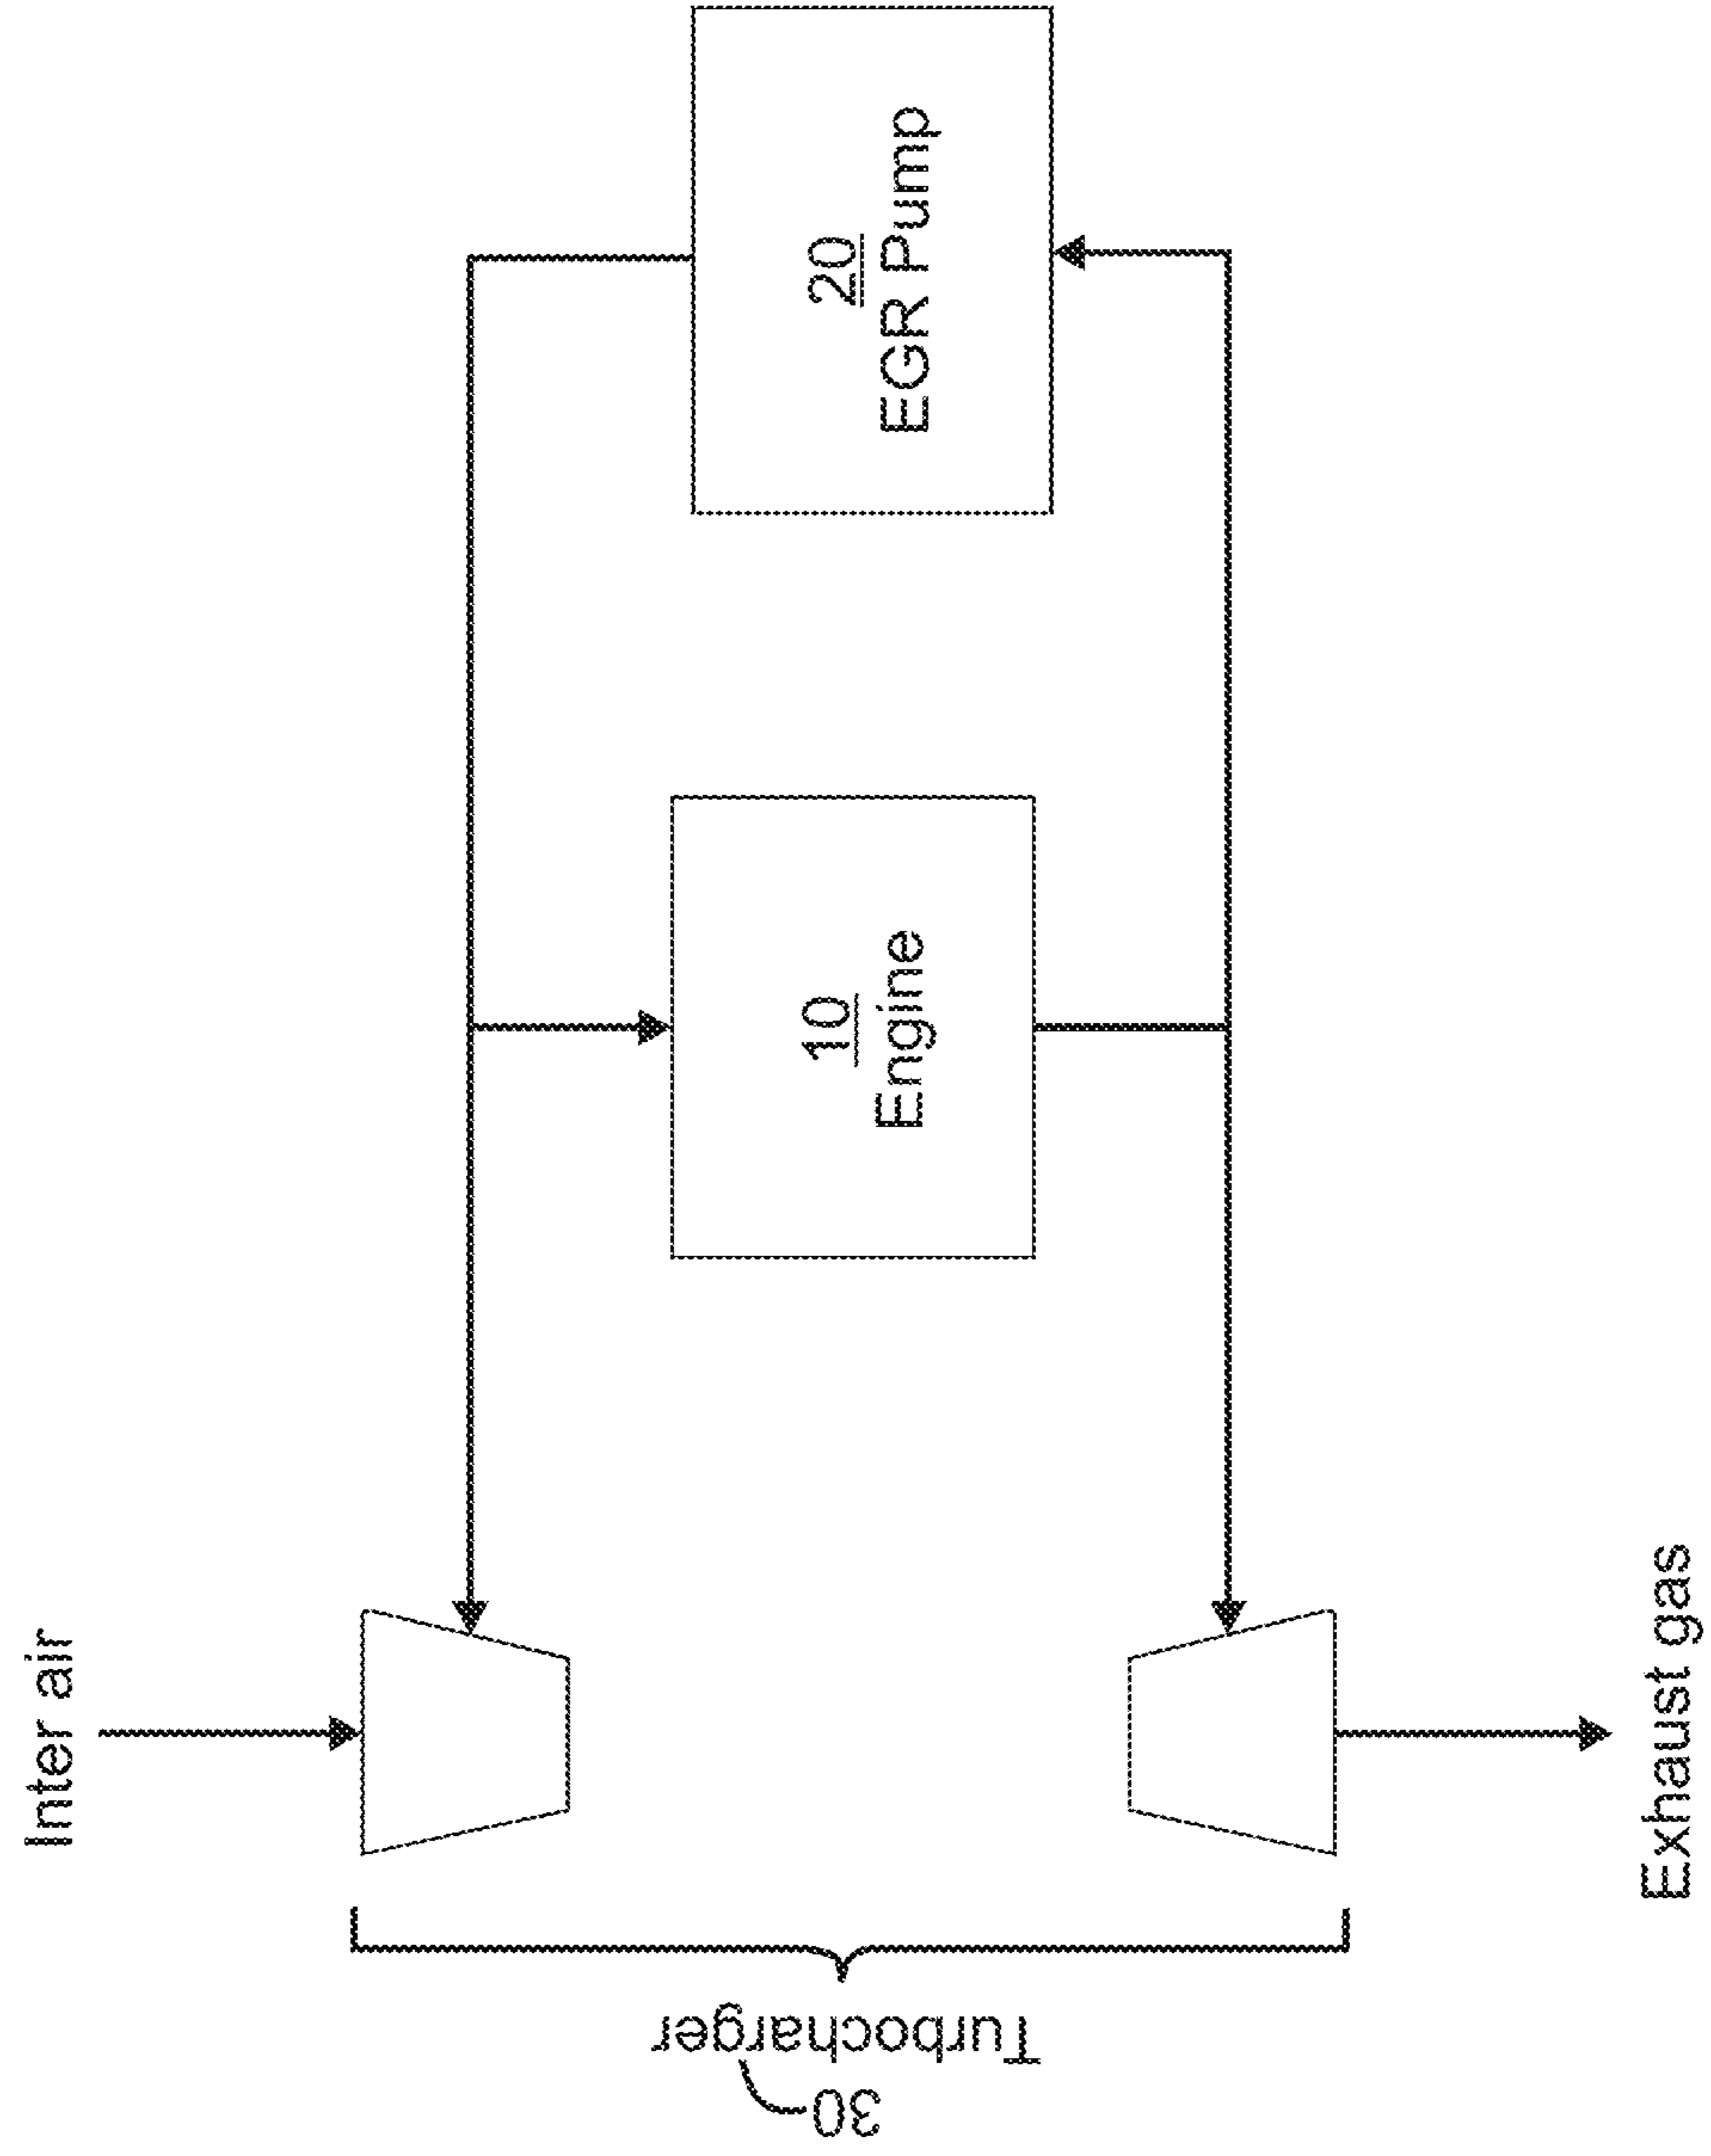 Inter air
20
EGR Pump
10
Engine
Exhaust gas
Turbocharger
30